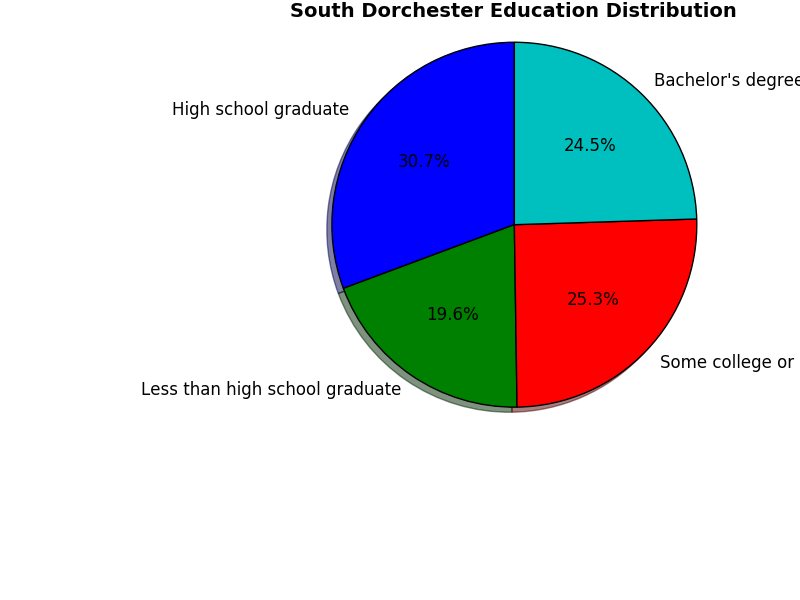 South Dorchester Education Distribution
Bachelor's degree
High school graduate
24.5%
30.7%
25.3%
19.6%
Some college or
Less than high school graduate